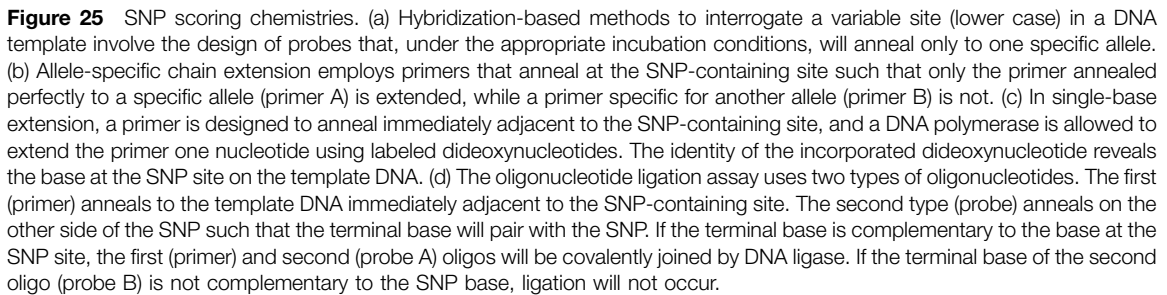 Figure 25 SNP scoring chemistries. (a) Hybridization-based methods to interrogate a variable site (lower case) in a DNA
template involve the design of probes that, under the appropriate incubation conditions, will anneal only to one specific allele.
(b) Allele-specific chain extension employs primers that anneal at the SNP-containing site such that only the primer annealed
perfectly to a specific allele (primer A) is extended, while a primer specific for another allele (primer B) is not. (c) In single-base
extension, a primer is designed to anneal immediately adjacent to the SNP-containing site, and a DNA polymerase is allowed to
extend the primer one nucleotide using labeled dideoxynucleotides. The identity of the incorporated dideoxynucleotide reveals
the base at the SNP site on the template DNA. (d) The oligonucleotide ligation assay uses two types of oligonucleotides. The first
(primer) anneals to the template DNA immediately adjacent to the SNP-containing site. The second type (probe) anneals on the
other side of the SNP such that the terminal base will pair with the SNP. If the terminal base is complementary to the base at the
SNP site, the first (primer) and second (probe A) oligos will be covalently joined by DNA ligase. If the terminal base of the second
oligo (probe B) is not complementary to the SNP base, ligation will not occur.